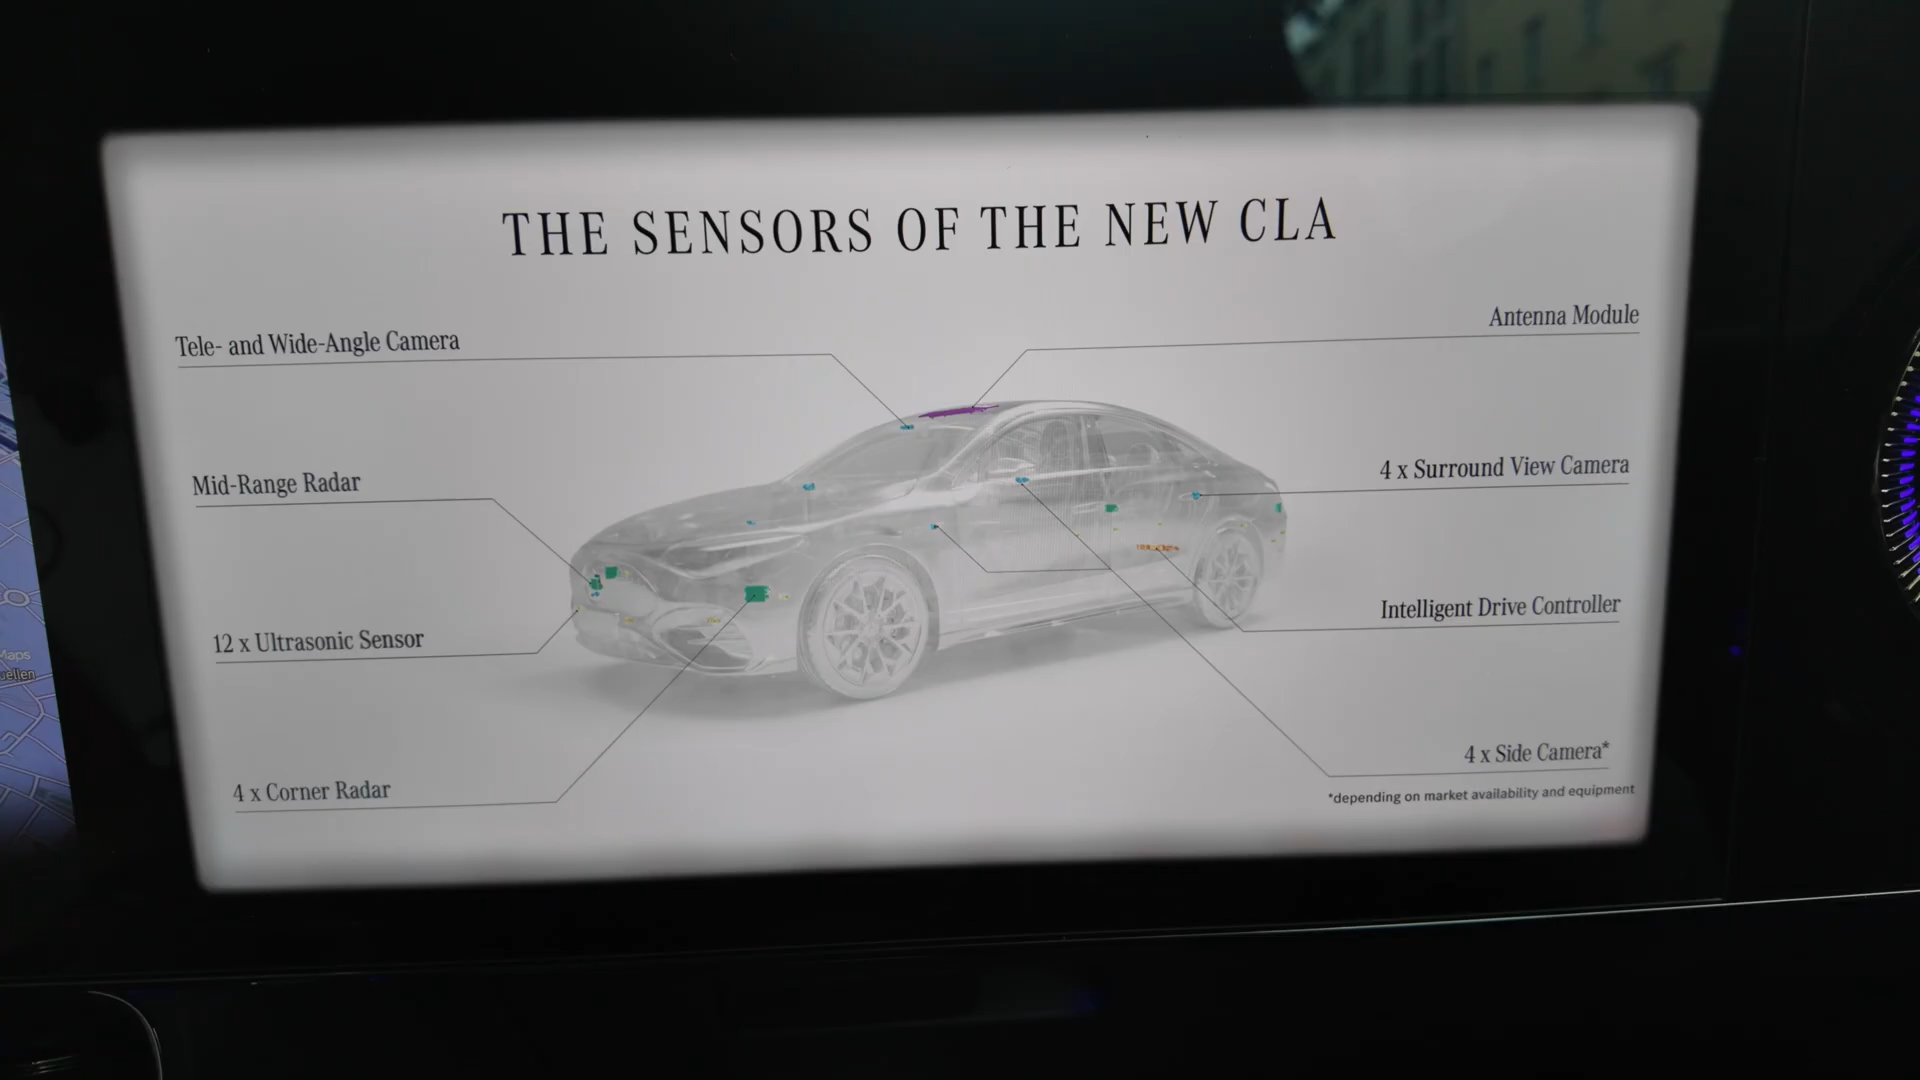 THE SENSORS OF THE NEW CLA
Tele- and Wide-Angle Camera
Antenna Module
Mid-Range Radar
4 x Surround View Camera
12 x Ultrasonic Sensor
Intelligent Drive Controller
4 x Corner Radar
4 x Side Camera*
*depending on market availability and equipment
Maps